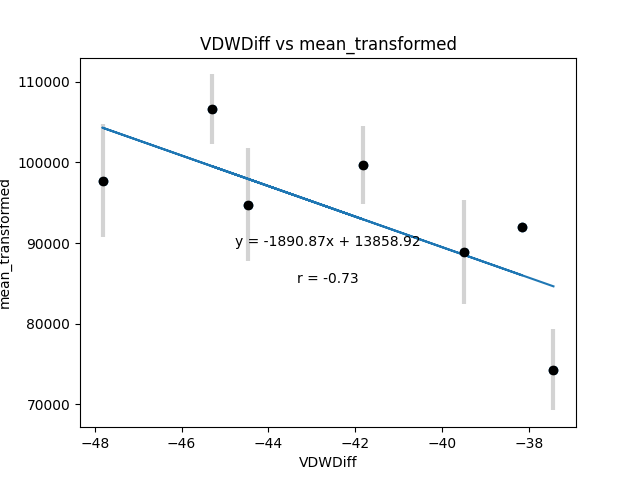 VDWDiff vs mean_transformed
mean_transformed
110000
100000
90000
80000
70000
y = -1890.87x + 13858.92
r = -0.73
−48
−46
−44
−42
−40
−38
VDWDiff